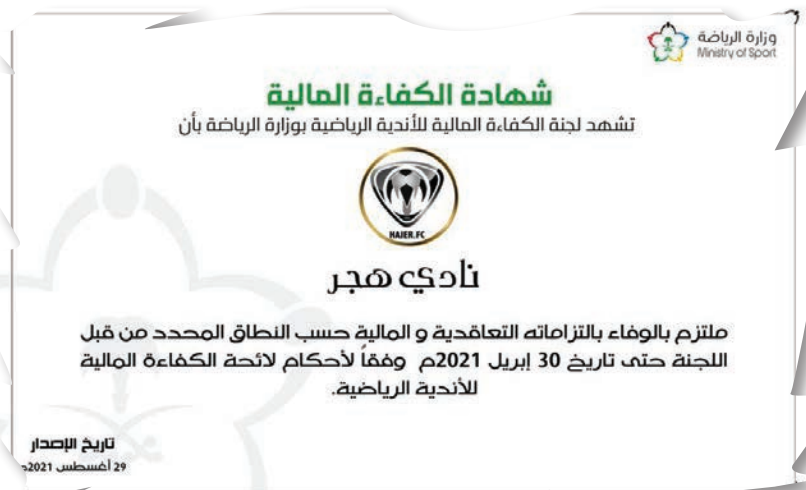 وزارة الرياضة
Ministry of Sport
شهادة الكفاءة المالية
تشهد لجنة الكفاءة المالية للأندية الرياضية بوزارة الرياضة بأن
HAJER.FC
نادي هجر
ملتزم بالوفاء بالتزاماته التعاقدية و المالية حسب النطاق المحدد من قبل
اللجنة حتى تاريخ 30 إبريل 2021م وفقاً لأحكام لائحة الكفاءة المالية
للأندية الرياضية.
تاريخ الإصدار
29 أغسطس 2021م